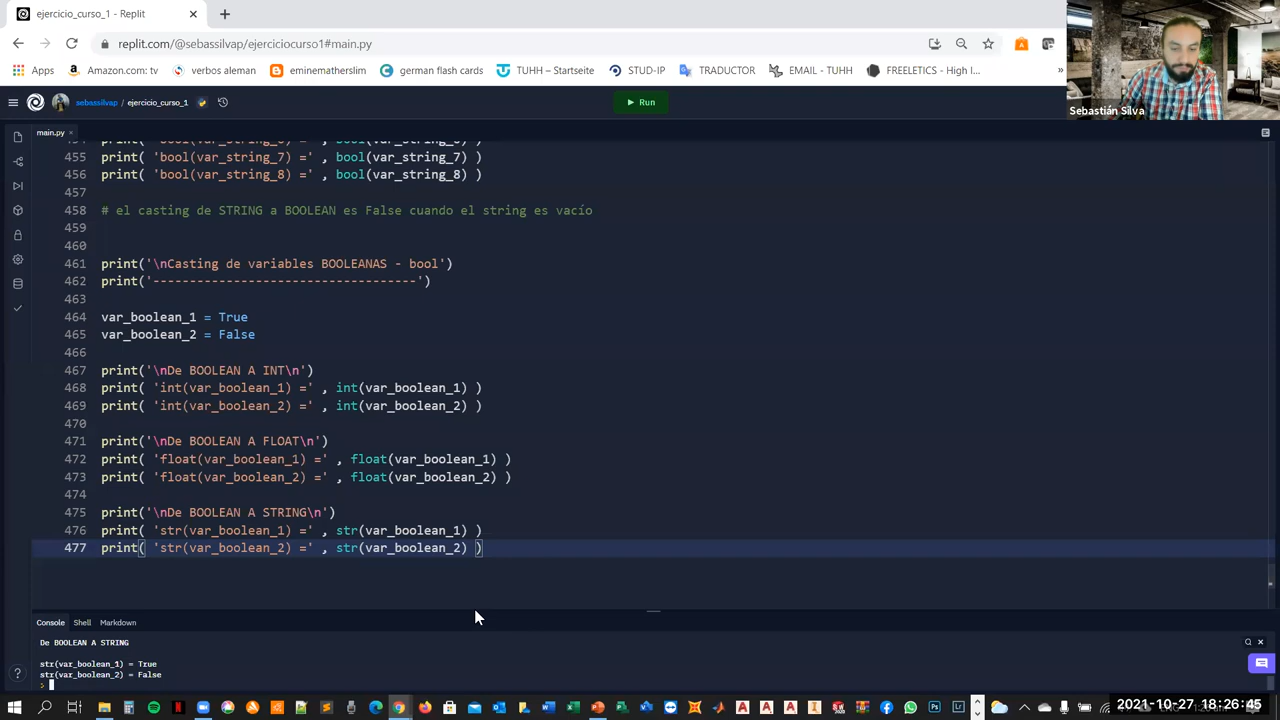 ejercicio_curso_1 - Replit
replit.com/@sebassilvap/ejerciciocurso1#main.py
Apps
Amazon.com: tv
verbos aleman
eminematherslim...
german flash cards
TUHH – Startseite
STUD-IP
TRADUCTOR
EMAIL - TUHH
FREELETICS - High I...
»
Sebastián Silva
sebassilvap / ejercicio_curso_1
Run
main.py
455 print( 'bool(var_string_7) =' , bool(var_string_7) )
456 print( 'bool(var_string_8) =' , bool(var_string_8) )
457
458 # el casting de STRING a BOOLEAN es False cuando el string es vacío
459
460
461 print('\nCasting de variables BOOLEANAS - bool')
462 print('------------------------------------')
463
464 var_boolean_1 = True
465 var_boolean_2 = False
466
467 print('\nDe BOOLEAN A INT\n')
468 print( 'int(var_boolean_1) =' , int(var_boolean_1) )
469 print( 'int(var_boolean_2) =' , int(var_boolean_2) )
470
471 print('\nDe BOOLEAN A FLOAT\n')
472 print( 'float(var_boolean_1) =' , float(var_boolean_1) )
473 print( 'float(var_boolean_2) =' , float(var_boolean_2) )
474
475 print('\nDe BOOLEAN A STRING\n')
476 print( 'str(var_boolean_1) =' , str(var_boolean_1) )
477 print( 'str(var_boolean_2) =' , str(var_boolean_2) )
Console
Shell
Markdown
De BOOLEAN A STRING
str(var_boolean_1) = True
str(var_boolean_2) = False
2021-10-27 18:26:45